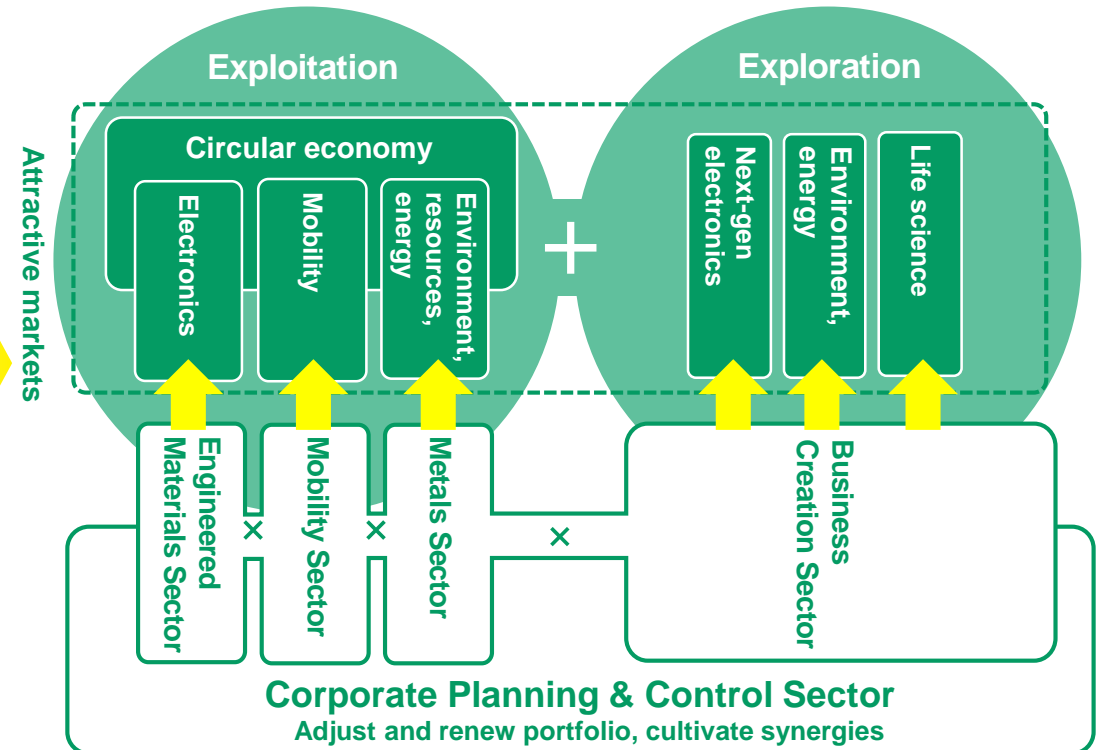 Exploitation
Exploration
Attractive markets
Circular economy
Electronics
Mobility
Environment,
resources,
energy
+
Next-gen
electronics
Environment,
energy
Life science
Engineered
Materials Sector
×
Mobility Sector
×
Metals Sector
×
Business
Creation Sector
Corporate Planning & Control Sector
Adjust and renew portfolio, cultivate synergies